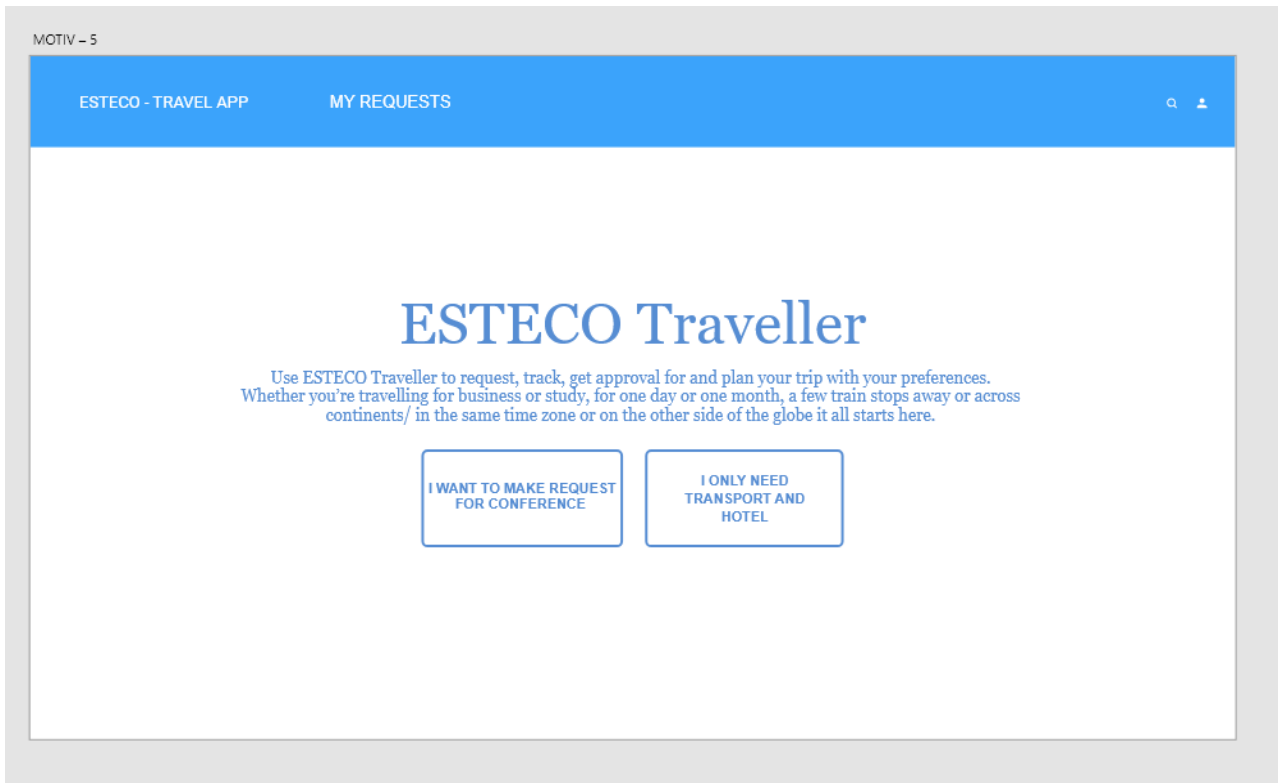 MOTIV – 5
ESTECO - TRAVEL APP
MY REQUESTS
ESTECO Traveller
Use ESTECO Traveller to request, track, get approval for and plan your trip with your preferences.
Whether you're travelling for business or study, for one day or one month, a few train stops away or across
continents/ in the same time zone or on the other side of the globe it all starts here.
I WANT TO MAKE REQUEST
FOR CONFERENCE
I ONLY NEED
TRANSPORT AND
HOTEL